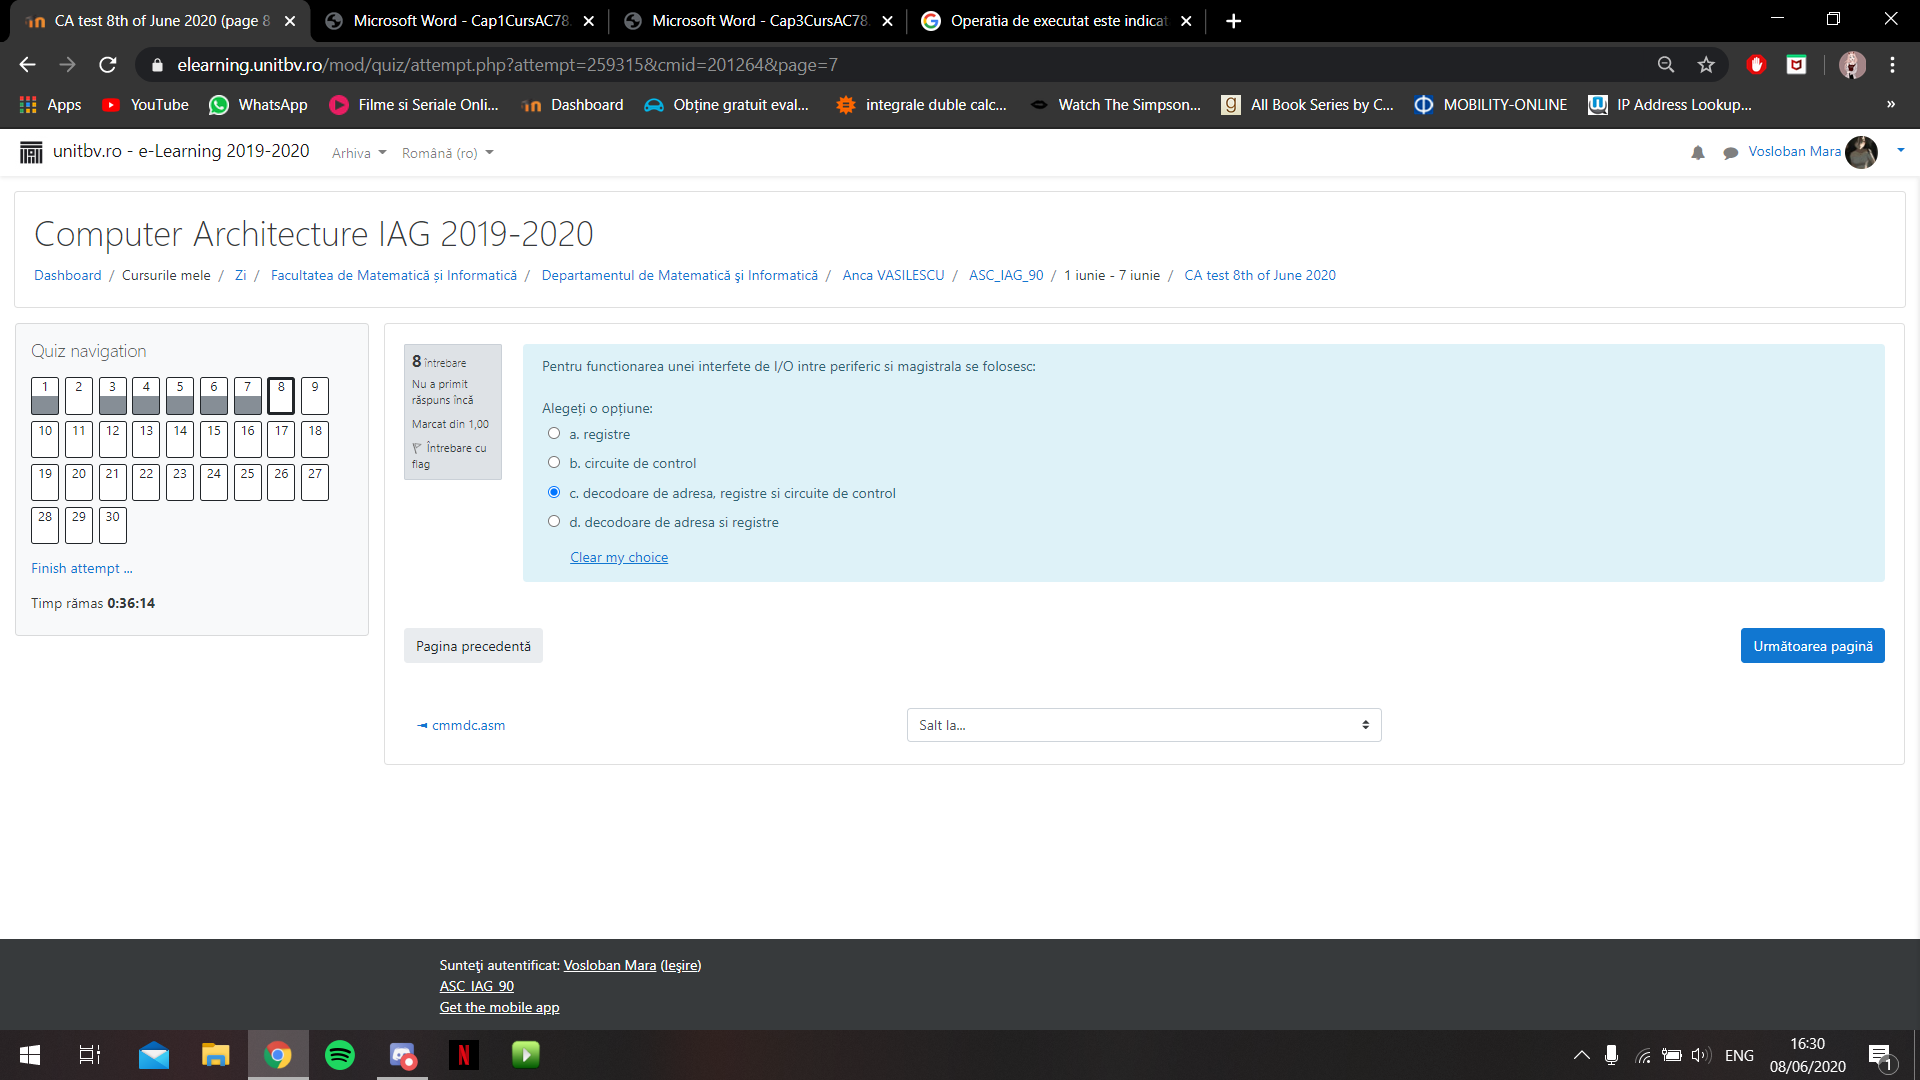 CA test 8th of June 2020 (page 8
Microsoft Word - Cap1CursAC78.
Microsoft Word - Cap3CursAC78.
Operatia de executat este indicat
elearning.unitbv.ro/mod/quiz/attempt.php?attempt=259315&cmid=201264&page=7
Apps
YouTube
WhatsApp
Filme si Seriale Onli...
Dashboard
Obține gratuit eval...
integrale duble calc...
Watch The Simpson...
All Book Series by C...
MOBILITY-ONLINE
IP Address Lookup...
»
unitbv.ro - e-Learning 2019-2020
Arhiva
Română (ro)
Vosloban Mara
Computer Architecture IAG 2019-2020
Dashboard / Cursurile mele / Zi / Facultatea de Matematică și Informatică / Departamentul de Matematică şi Informatică / Anca VASILESCU / ASC_IAG_90 / 1 iunie - 7 iunie / CA test 8th of June 2020
Quiz navigation
1 2 3 4 5 6 7 8 9
10 11 12 13 14 15 16 17 18
19 20 21 22 23 24 25 26 27
28 29 30
Finish attempt ...
Timp rămas 0:36:14
8 Întrebare
Nu a primit
răspuns încă
Marcat din 1,00
Întrebare cu
flag
Pentru functionarea unei interfete de I/O intre periferic si magistrala se folosesc:
Alegeți o opțiune:
a. registre
b. circuite de control
c. decodoare de adresa, registre si circuite de control
d. decodoare de adresa si registre
Clear my choice
Pagina precedentă
Următoarea pagină
◄ cmmdc.asm
Salt la...
Sunteţi autentificat: Vosloban Mara (Ieşire)
ASC_IAG_90
Get the mobile app
ENG
16:30
08/06/2020
1